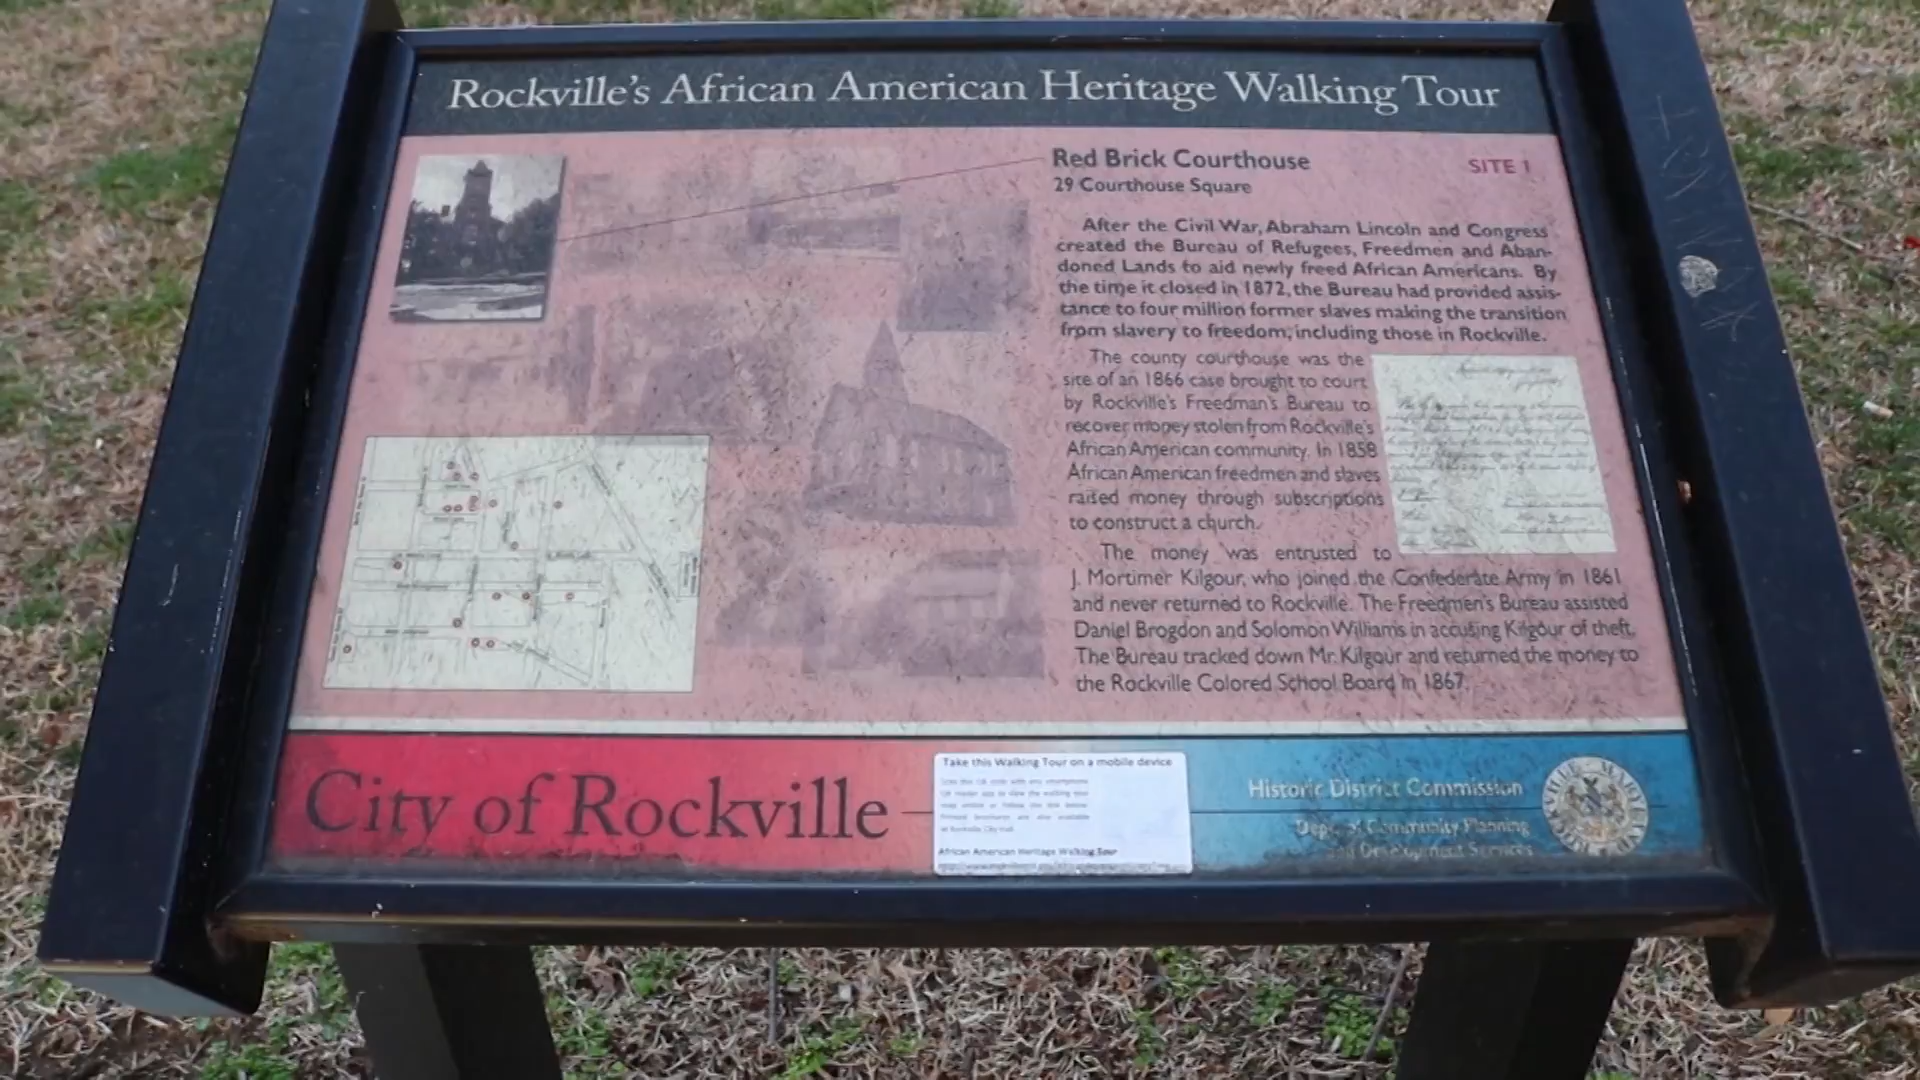 Rockville's African American Heritage Walking Tour
Red Brick Courthouse
SITE 1
29 Courthouse Square
After the Civil War, Abraham Lincoln and Congress
created the Bureau of Refugees, Freedmen and Aban-
doned Lands to aid newly freed African Americans. By
the time it closed in 1872, the Bureau had provided assis-
tance to four million former slaves making the transition
from slavery to freedom, including those in Rockville.
The county courthouse was the
site of an 1866 case brought to court
by Rockville's Freedman's Bureau to
recover money stolen from Rockville's
African American community. In 1858
African American freedmen and slaves
raised money through subscriptions
to construct a church.
The money was entrusted to
J. Mortimer Kilgour, who joined the Confederate Army in 1861
and never returned to Rockville. The Freedmen's Bureau assisted
Daniel Brogdon and Solomon Williams in accusing Kilgour of theft.
The Bureau tracked down Mr. Kilgour and returned the money to
the Rockville Colored School Board in 1867.
City of Rockville
Take this Walking Tour on a mobile device
African American Heritage Walking Tour
Historic District Commission
Dept. of Community Planning
and Development Services